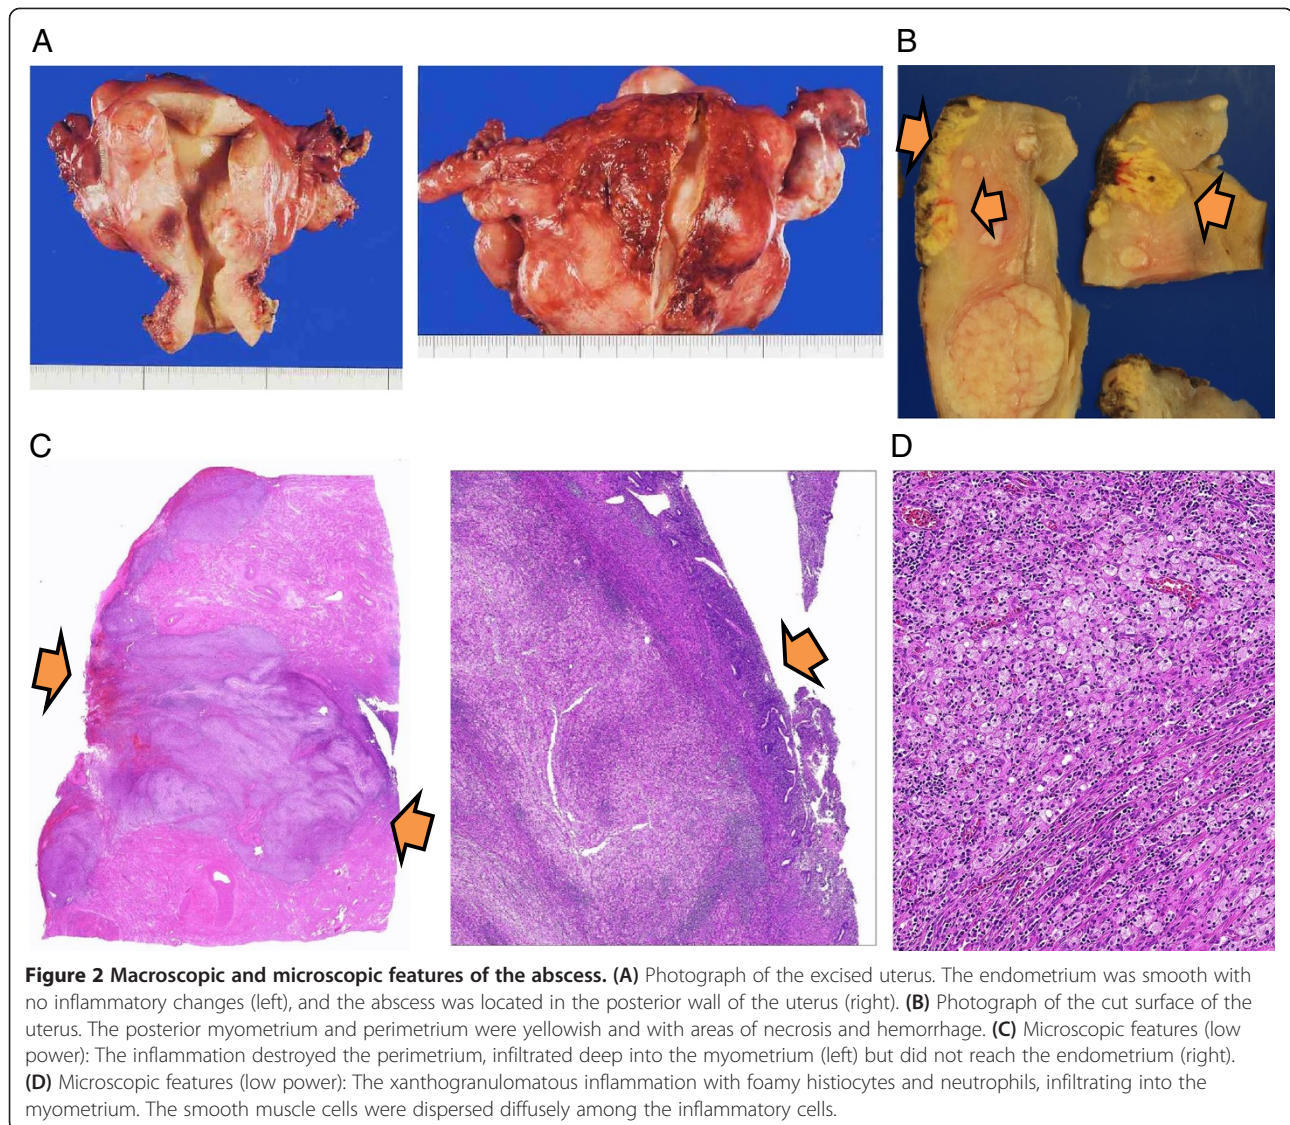 A
B
C
D
Figure 2 Macroscopic and microscopic features of the abscess. (A) Photograph of the excised uterus. The endometrium was smooth with
no inflammatory changes (left), and the abscess was located in the posterior wall of the uterus (right). (B) Photograph of the cut surface of the
uterus. The posterior myometrium and perimetrium were yellowish and with areas of necrosis and hemorrhage. (C) Microscopic features (low
power): The inflammation destroyed the perimetrium, infiltrated deep into the myometrium (left) but did not reach the endometrium (right).
(D) Microscopic features (low power): The xanthogranulomatous inflammation with foamy histiocytes and neutrophils, infiltrating into the
myometrium. The smooth muscle cells were dispersed diffusely among the inflammatory cells.